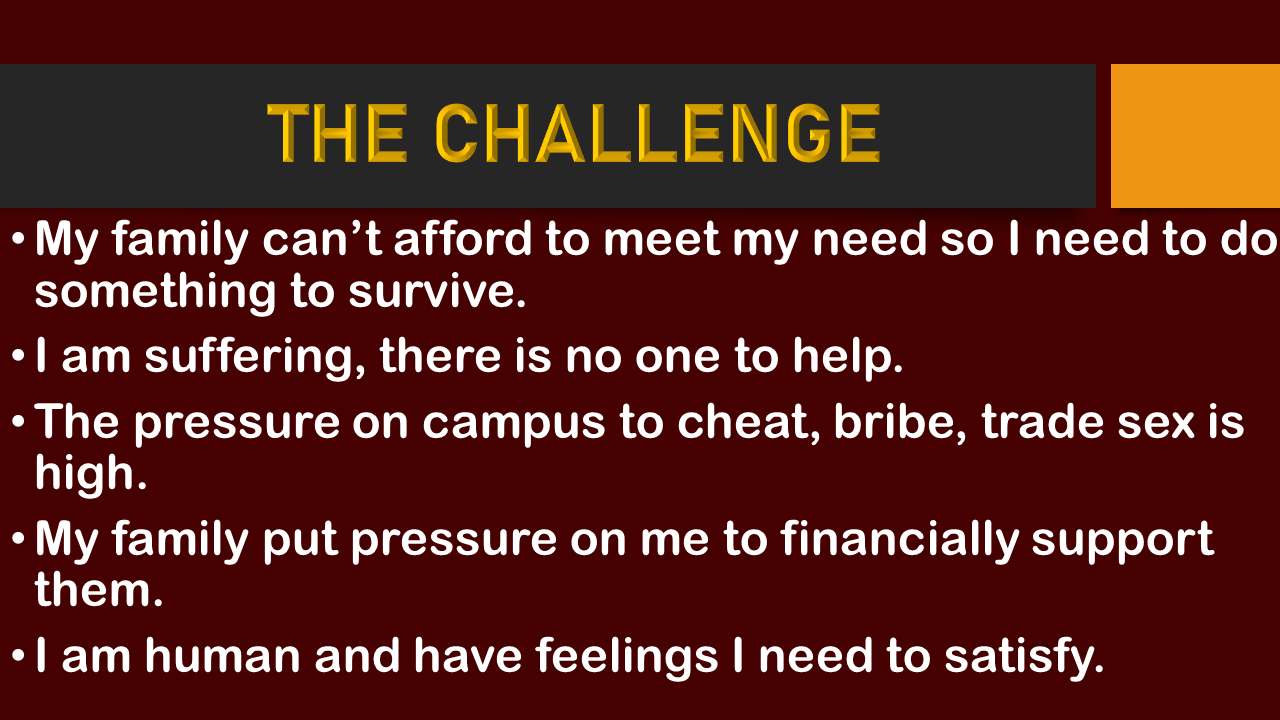 THE CHALLENGE
• My family can’t afford to meet my need so I need to do
something to survive.
• I am suffering, there is no one to help.
• The pressure on campus to cheat, bribe, trade sex is
high.
• My family put pressure on me to financially support
them.
• I am human and have feelings I need to satisfy.